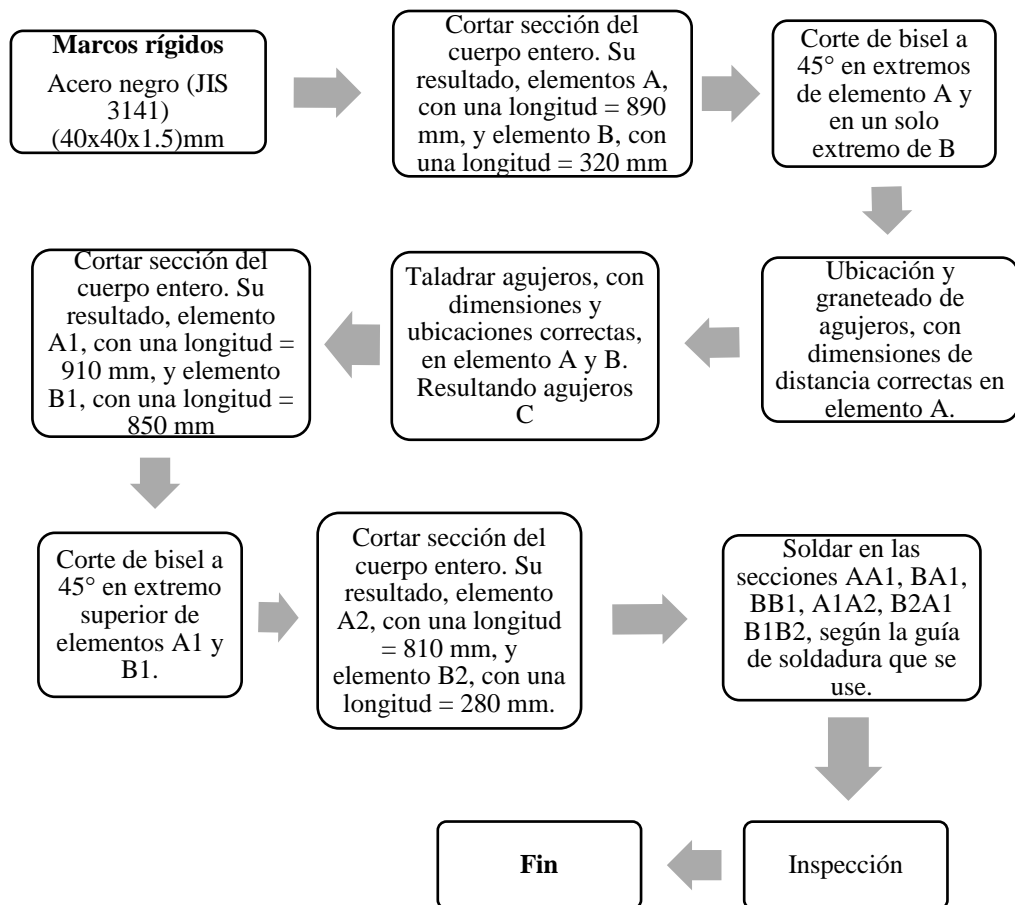 Marcos rígidos
Acero negro (JIS
3141)
(40x40x1.5)mm
Cortar sección del
cuerpo entero. Su
resultado, elementos A,
con una longitud = 890
mm, y elemento B, con
una longitud = 320 mm
Corte de bisel a
45° en extremos
de elemento A y
en un solo
extremo de B
Ubicación y
graneteado de
agujeros, con
dimensiones de
distancia correctas en
elemento A.
Taladrar agujeros, con
dimensiones y
ubicaciones correctas,
en elemento A y B.
Resultando agujeros
C
Cortar sección del
cuerpo entero. Su
resultado, elemento
A1, con una longitud =
910 mm, y elemento
B1, con una longitud =
850 mm
Corte de bisel a
45° en extremo
superior de
elementos A1 y
B1.
Cortar sección del
cuerpo entero. Su
resultado, elemento
A2, con una longitud
= 810 mm, y
elemento B2, con una
longitud = 280 mm.
Soldar en las
secciones AA1, BA1,
BB1, A1A2, B2A1
B1B2, según la guía
de soldadura que se
use.
Inspección
Fin